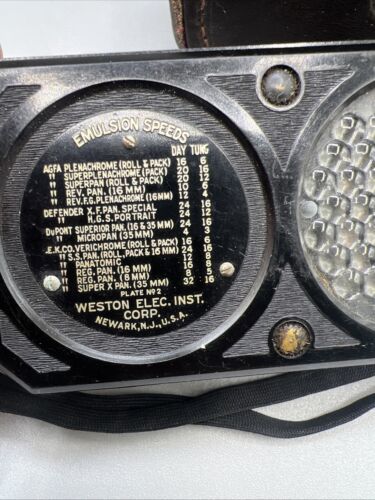 EMULSION SPEEDS
DAY TUNG
AGFA PLENACHROME (ROLL & PACK) 16 6
" SUPERPLENACHROME (PACK) 20 16
" SUPERPAN (ROLL & PACK) 20 12
" REV. PAN. (16 MM) 10 6
" REV. F.G. PLENACHROME (16MM) 12 4
DEFENDER X.F. PAN. SPECIAL 24 16
" H.G.S. PORTRAIT 24 12
DUPONT SUPERIOR PAN. (16 & 35 MM) 24 16
" MICROPAN (35 MM) 4 3
E.K.CO. VERICHROME (ROLL & PACK) 16 6
" S.S. PAN. (ROLL, PACK & 16 MM) 24 16
" PANATOMIC 12 8
" REG. PAN. (16 MM) 16 8
" REG. PAN. (8 MM) 8 5
" SUPER X PAN. (35 MM) 32 16
PLATE Nº2
WESTON ELEC. INST.
CORP.
NEWARK, N.J., U.S.A.